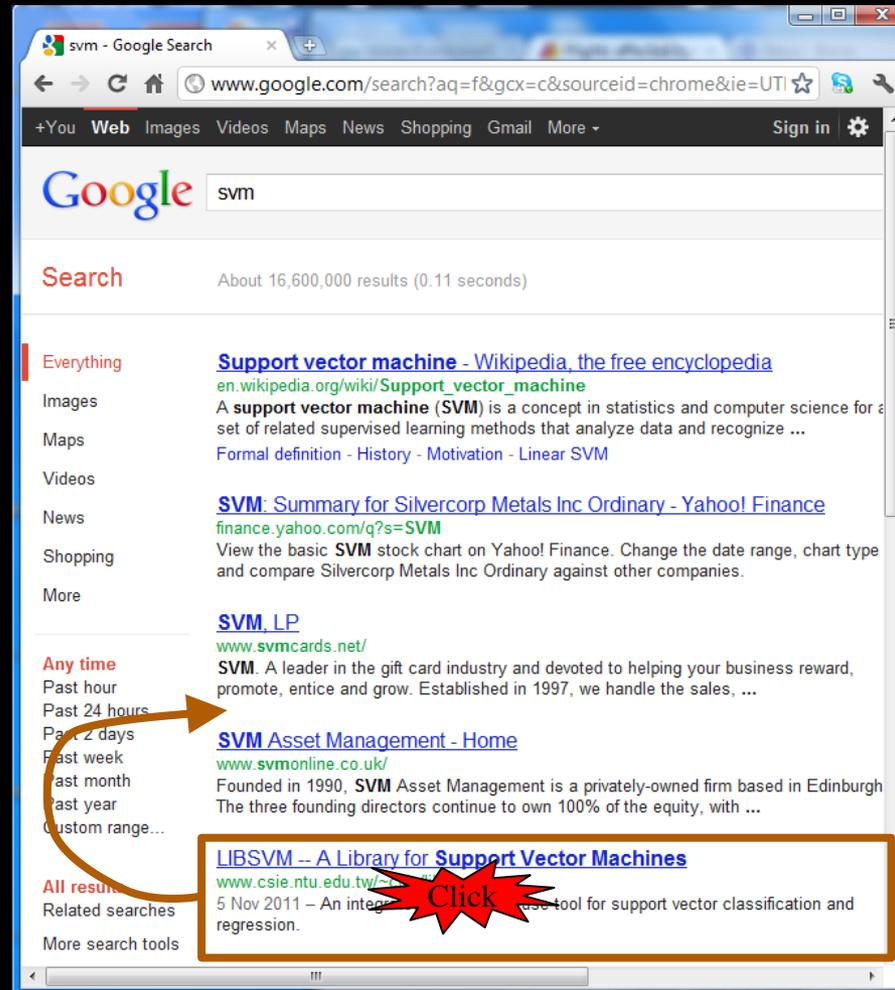 svm - Google Search
www.google.com/search?aq=f&gcx=c&sourceid=chrome&ie=UTI
+You Web Images Videos Maps News Shopping Gmail More Sign in
Google svm
Search About 16,600,000 results (0.11 seconds)
Everything
Images
Maps
Videos
News
Shopping
More
Any time
Past hour
Past 24 hours
Past 2 days
Past week
Past month
Past year
Custom range...
All results
Related searches
More search tools
Support vector machine - Wikipedia, the free encyclopedia
en.wikipedia.org/wiki/Support_vector_machine
A support vector machine (SVM) is a concept in statistics and computer science for a
set of related supervised learning methods that analyze data and recognize ...
Formal definition - History - Motivation - Linear SVM
SVM: Summary for Silvercorp Metals Inc Ordinary - Yahoo! Finance
finance.yahoo.com/q?s=SVM
View the basic SVM stock chart on Yahoo! Finance. Change the date range, chart type
and compare Silvercorp Metals Inc Ordinary against other companies.
SVM, LP
www.svmcards.net/
SVM. A leader in the gift card industry and devoted to helping your business reward,
promote, entice and grow. Established in 1997, we handle the sales, ...
SVM Asset Management - Home
www.svmonline.co.uk/
Founded in 1990, SVM Asset Management is a privately-owned firm based in Edinburgh
The three founding directors continue to own 100% of the equity, with ...
LIBSVM -- A Library for Support Vector Machines
www.csie.ntu.edu.tw/
Click
5 Nov 2011 – An tool for support vector classification and
regression.